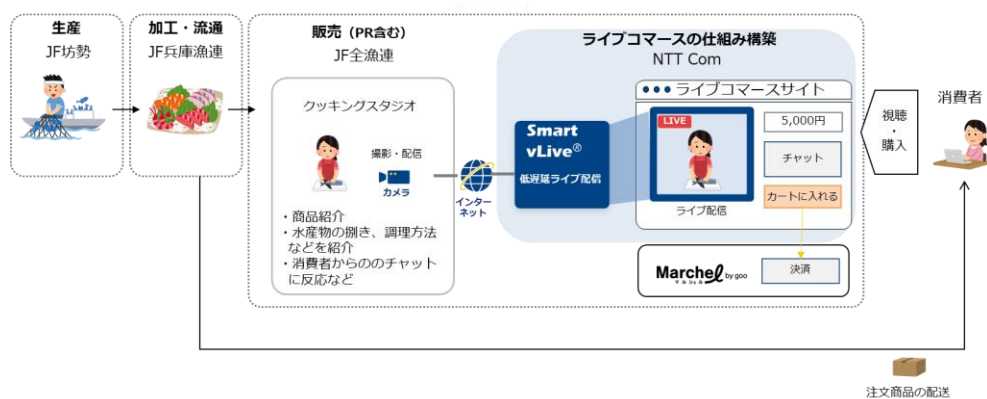 生産
JF坊勢
加工・流通
JF兵庫漁連
販売（PR含む）
JF全漁連
クッキングスタジオ
撮影・配信
カメラ
・商品紹介
・水産物の捌き、調理方法
などを紹介
・消費者からののチャット
に反応など
インター
ネット
ライブコマースの仕組み構築
NTT Com
Smart
vLive®
低遅延ライブ配信
ライブコマースサイト
LIVE
ライブ配信
5,000円
チャット
カートに入れる
Marchel by goo
マルシェル
決済
視聴
・
購入
消費者
注文商品の配送